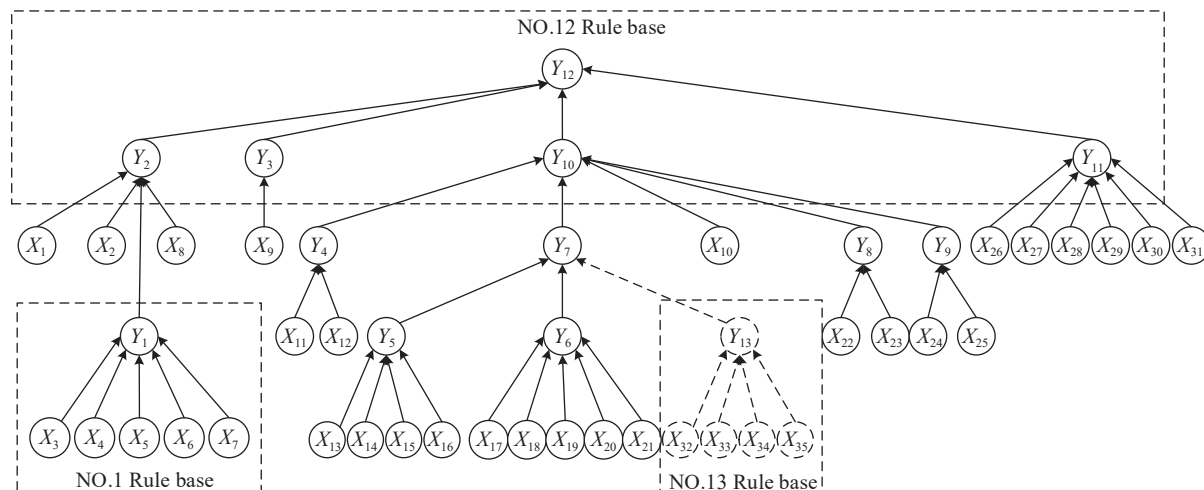 NO.12 Rule base
Y12
Y2 Y3 Y10 Y11
X1 X2 X8 X9 Y4 Y7 X10 Y8 Y9 X26 X27 X28 X29 X30 X31
Y1 X11 X12 Y5 Y6 Y13 X22 X23 X24 X25
X3 X4 X5 X6 X7 X13 X14 X15 X16 X17 X18 X19 X20 X21 X32 X33 X34 X35
NO.1 Rule base NO.13 Rule base